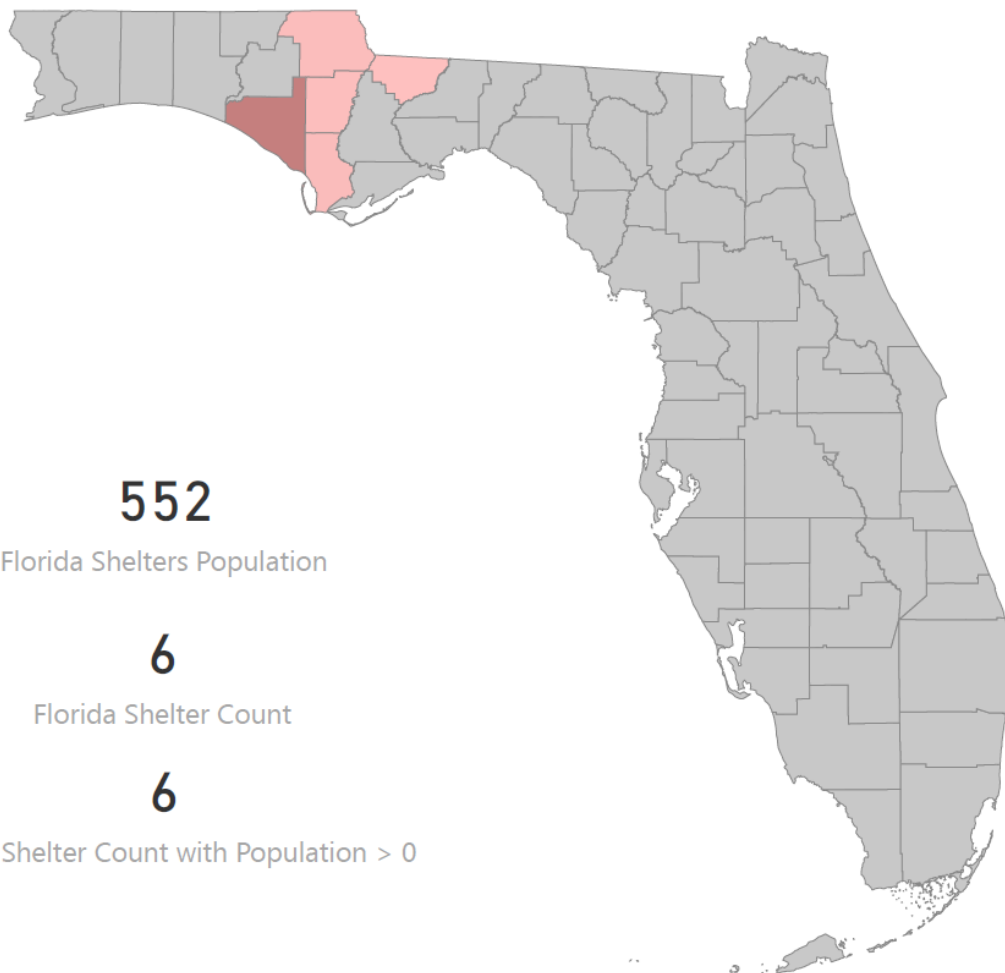 552
Florida Shelters Population
6
Florida Shelter Count
6
Shelter Count with Population > 0